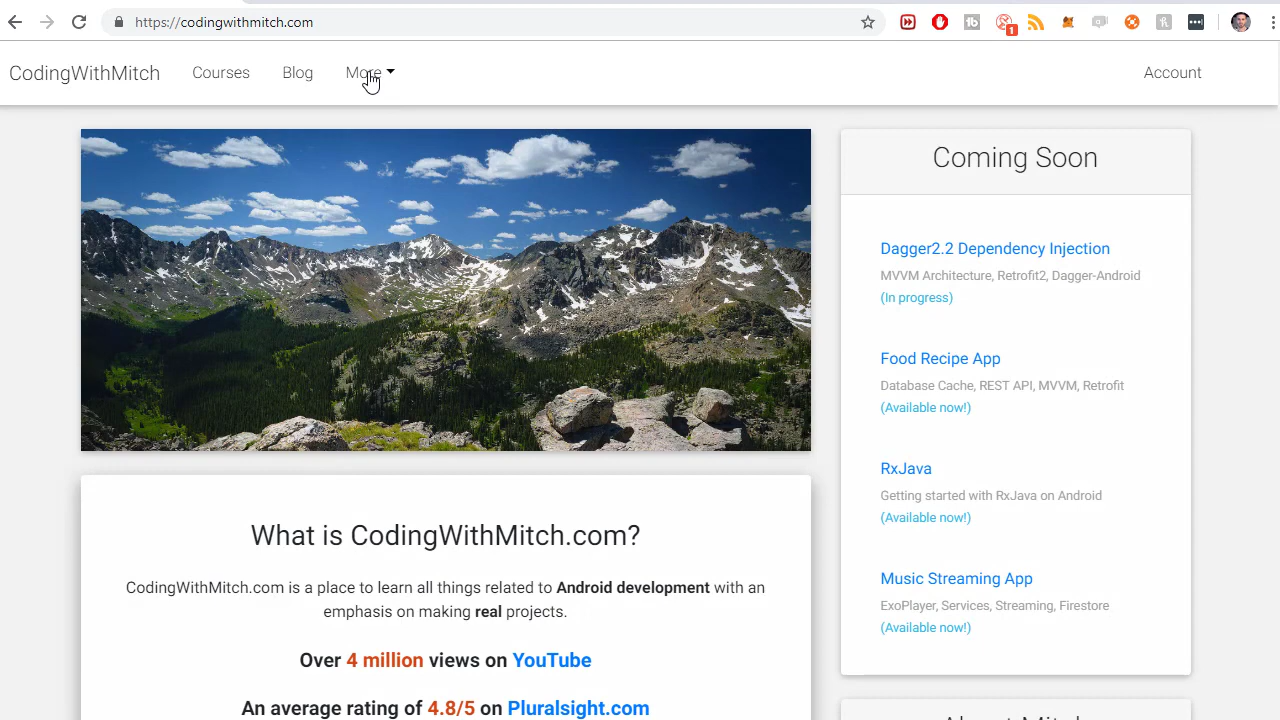 https://codingwithmitch.com
1
CodingWithMitch Courses Blog More Account
Coming Soon
Dagger2.2 Dependency Injection
MVVM Architecture, Retrofit2, Dagger-Android
(In progress)
Food Recipe App
Database Cache, REST API, MVVM, Retrofit
(Available now!)
RxJava
Getting started with RxJava on Android
(Available now!)
Music Streaming App
ExoPlayer, Services, Streaming, Firestore
(Available now!)
What is CodingWithMitch.com?
CodingWithMitch.com is a place to learn all things related to Android development with an
emphasis on making real projects.
Over 4 million views on YouTube
An average rating of 4.8/5 on Pluralsight.com
About Mitch